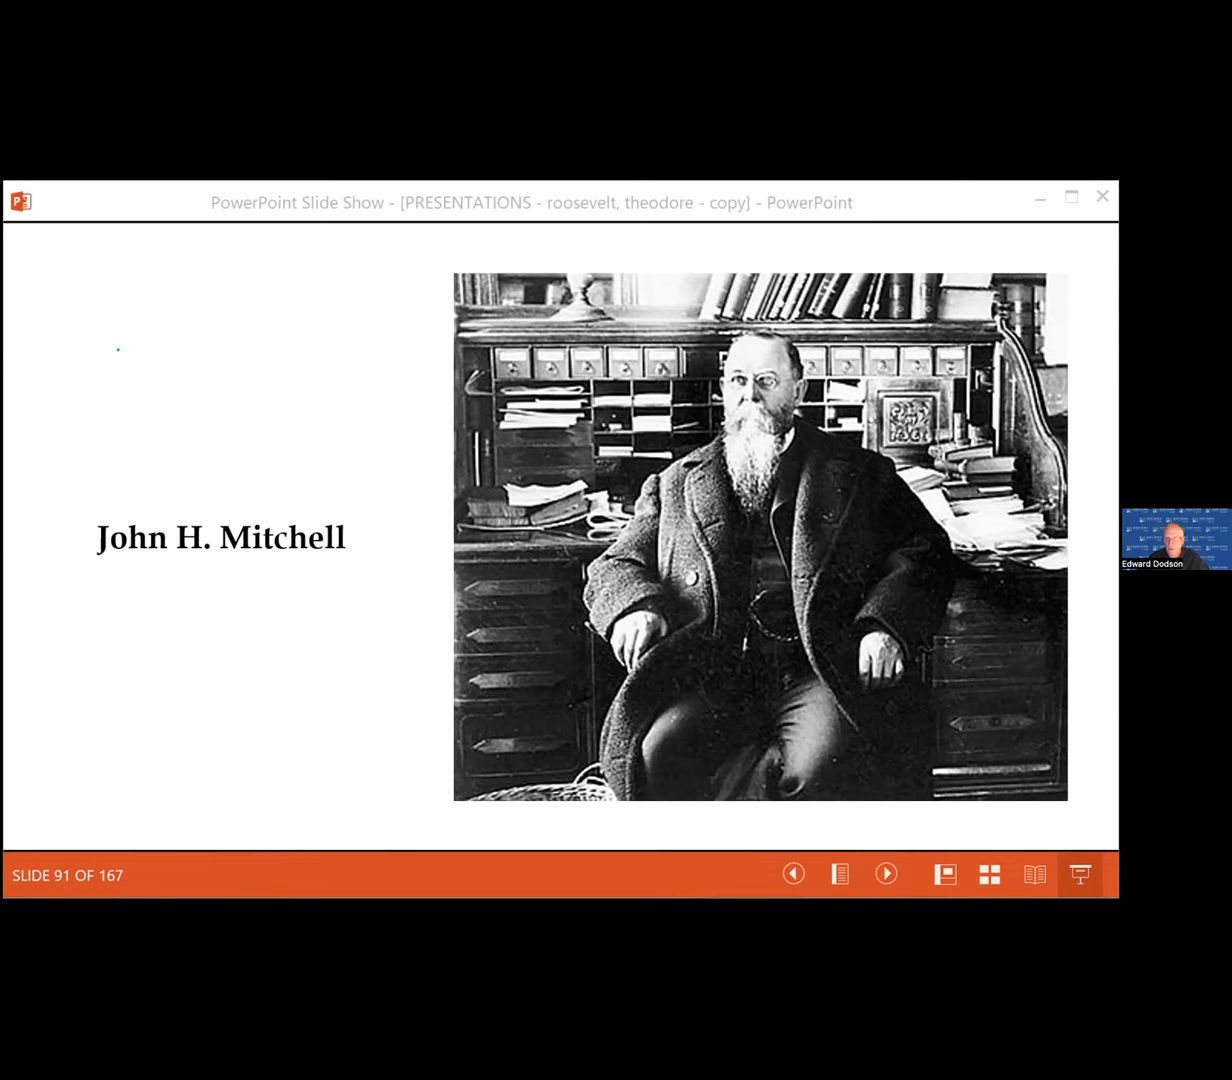 PowerPoint Slide Show - [PRESENTATIONS - roosevelt, theodore - copy] - PowerPoint
John H. Mitchell
Edward Dodson
SLIDE 91 OF 167